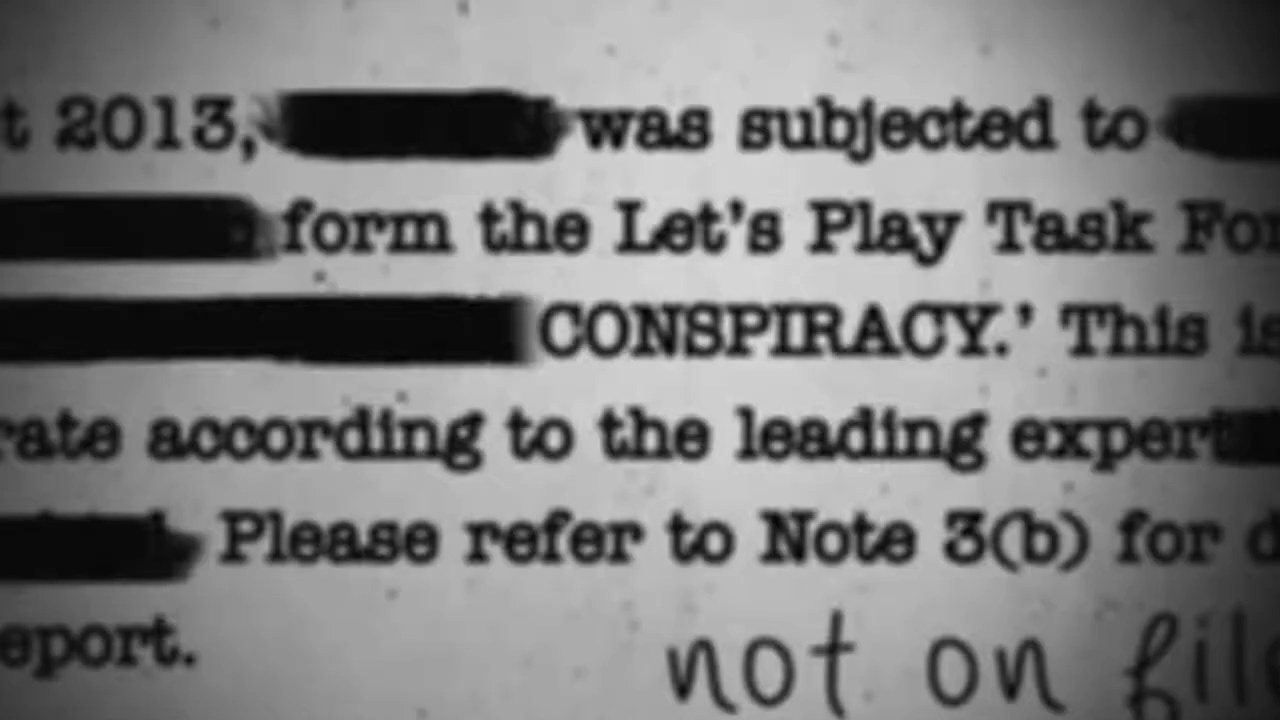 t 2013, was subjected to
form the Let's Play Task For
CONSPIRACY.' This is
rate according to the leading expert
Please refer to Note 3(b) for d
eport.
not on file